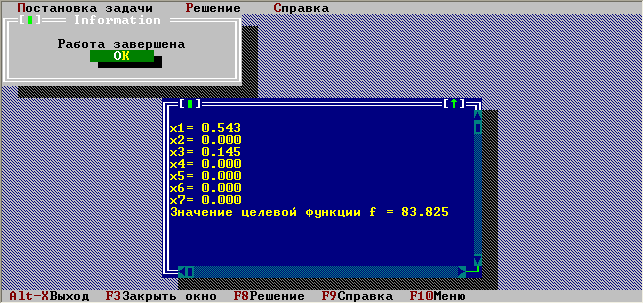 Постановка задачи Решение Справка
Information
Работа завершена
OK
x1= 0.543
x2= 0.000
x3= 0.145
x4= 0.000
x5= 0.000
x6= 0.000
x7= 0.000
Значение целевой функции f = 83.825
Alt-X Выход F3 Закрыть окно F8 Решение F9 Справка F10 Меню